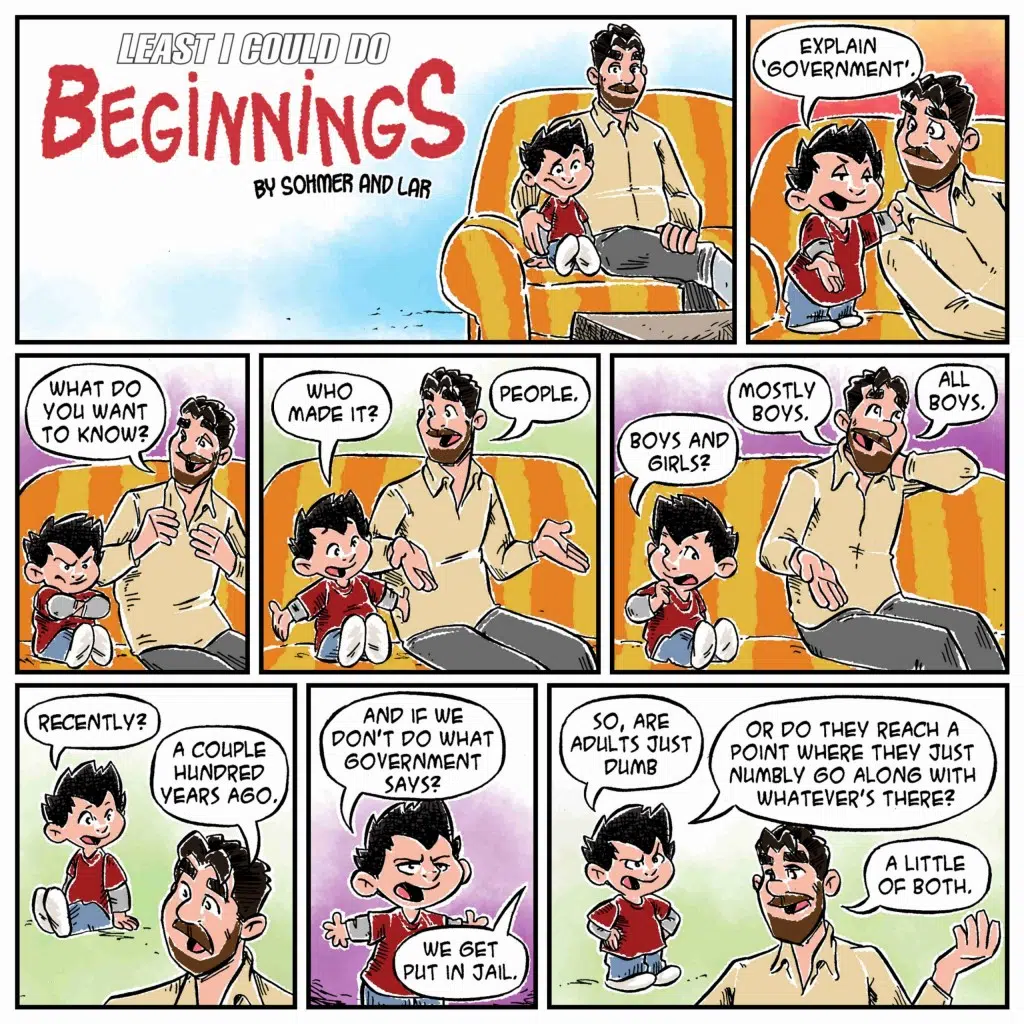 LEAST I COULD DO
BEGINNINGS
BY SOHMER AND LAR
EXPLAIN
'GOVERNMENT'.
WHAT DO
YOU WANT
TO KNOW?
WHO
MADE IT?
PEOPLE.
BOYS AND
GIRLS?
MOSTLY
BOYS.
ALL
BOYS.
RECENTLY?
A COUPLE
HUNDRED
YEARS AGO.
AND IF WE
DON'T DO WHAT
GOVERNMENT
SAYS?
WE GET
PUT IN JAIL.
SO, ARE
ADULTS JUST
DUMB
OR DO THEY REACH A
POINT WHERE THEY JUST
NUMBLY GO ALONG WITH
WHATEVER'S THERE?
A LITTLE
OF BOTH.